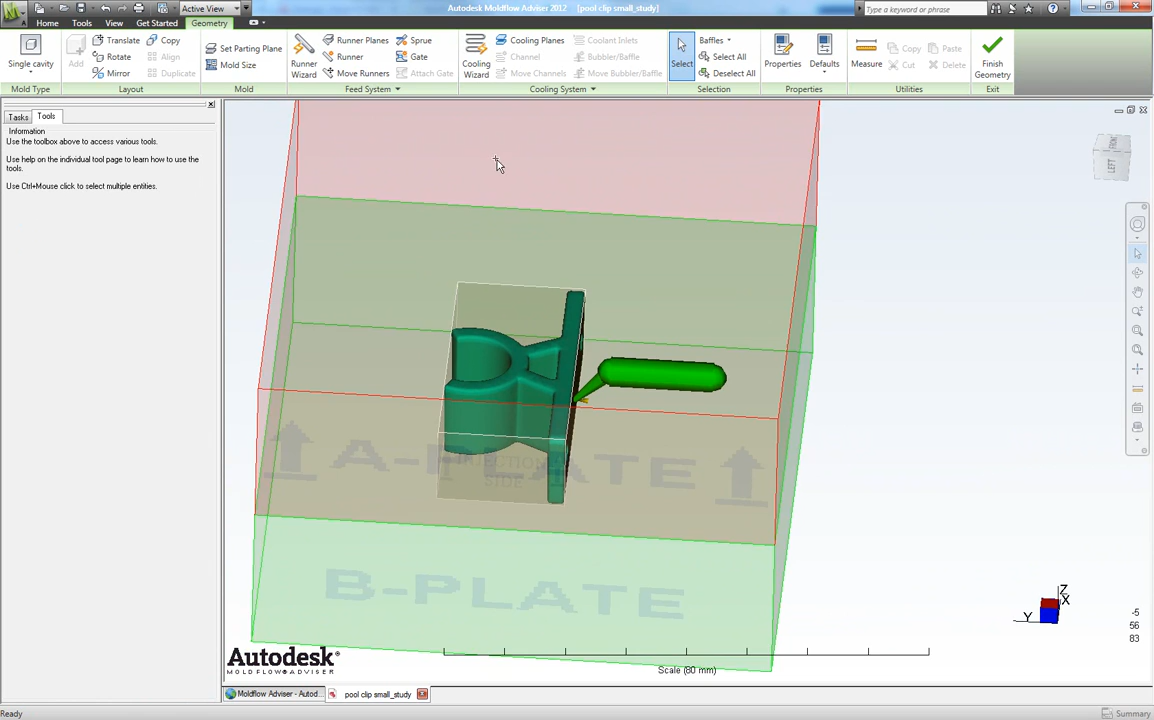 Active View
Autodesk Moldflow Adviser 2012 [pool clip small_study]
Type a keyword or phrase
Home Tools View Get Started Geometry
Single cavity
Add
Translate Copy
Rotate Align
Mirror Duplicate
Set Parting Plane
Mold Size
Runner Wizard
Runner Planes Sprue
Runner Gate
Move Runners Attach Gate
Cooling Wizard
Cooling Planes Coolant Inlets
Channel Bubbler/Baffle
Move Channels Move Bubbler/Baffle
Select
Baffles
Select All
Deselect All
Properties
Defaults
Measure
Copy Paste
Cut Delete
Finish Geometry
Mold Type Layout Mold Feed System Cooling System Selection Properties Utilities Exit
Tasks Tools
Information
Use the toolbox above to access various tools.
Use help on the individual tool page to learn how to use the
tools.
Use Ctrl+Mouse click to select multiple entities.
FRONT
LEFT
A-PLATE
INJECTION
SIDE
B-PLATE
Z
X
Y
-5
56
83
Autodesk®
MOLDFLOW®ADVISER
Scale (80 mm)
Moldflow Adviser - Autod...
pool clip small_study
Ready
Summary